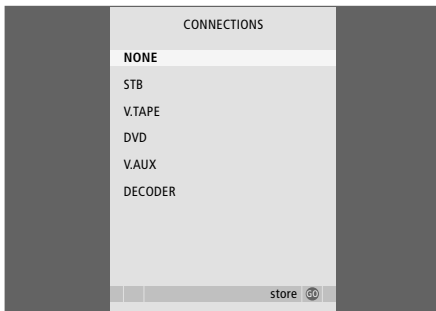 CONNECTIONS
NONE
STB
V.TAPE
DVD
V.AUX
DECODER
store GO